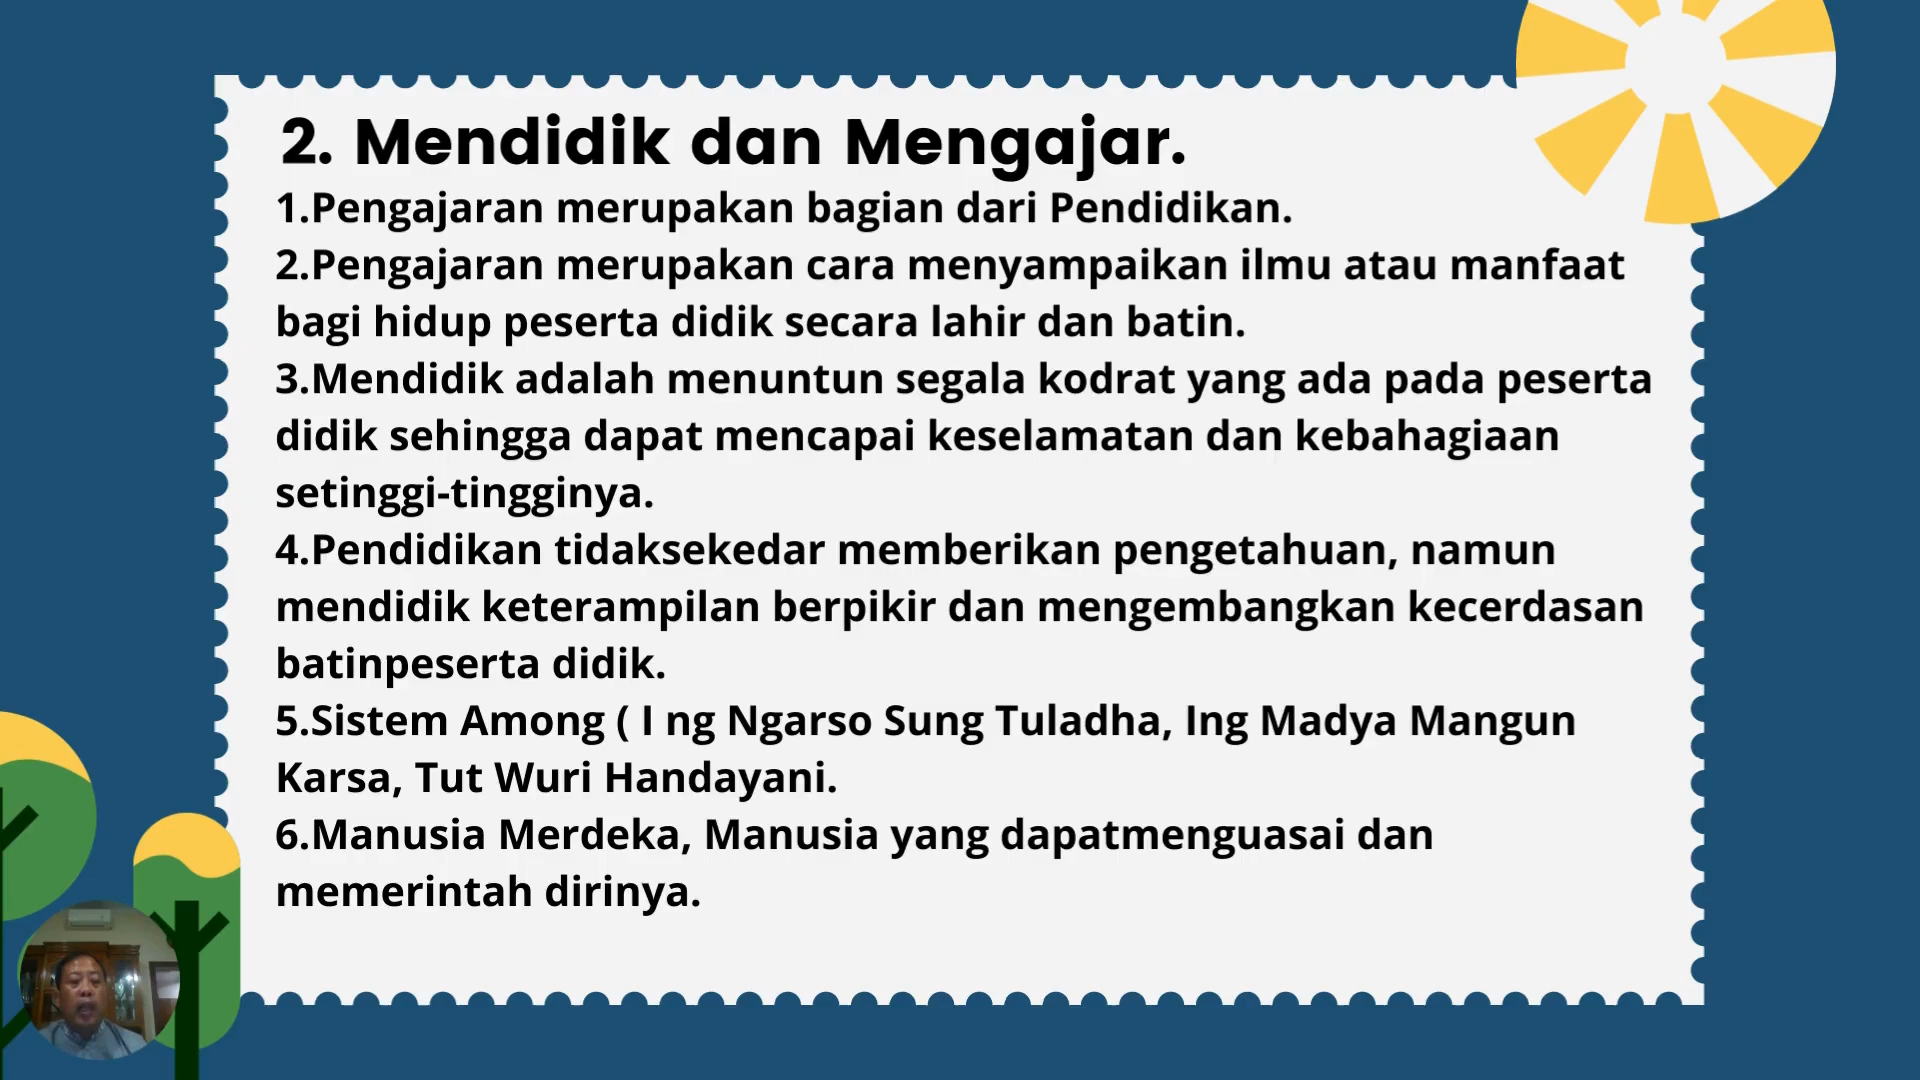 2. Mendidik dan Mengajar.
1.Pengajaran merupakan bagian dari Pendidikan.
2.Pengajaran merupakan cara menyampaikan ilmu atau manfaat
bagi hidup peserta didik secara lahir dan batin.
3.Mendidik adalah menuntun segala kodrat yang ada pada peserta
didik sehingga dapat mencapai keselamatan dan kebahagiaan
setinggi-tingginya.
4.Pendidikan tidaksekedar memberikan pengetahuan, namun
mendidik keterampilan berpikir dan mengembangkan kecerdasan
batinpeserta didik.
5.Sistem Among ( I ng Ngarso Sung Tuladha, Ing Madya Mangun
Karsa, Tut Wuri Handayani.
6.Manusia Merdeka, Manusia yang dapatmenguasai dan
memerintah dirinya.